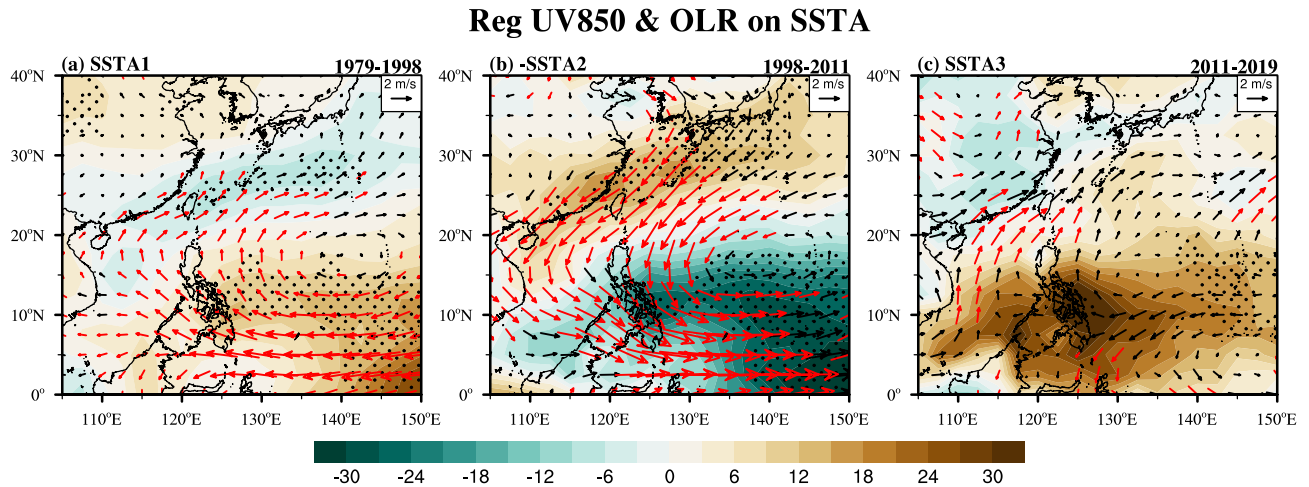 Reg UV850 & OLR on SSTA
(a) SSTA1 1979-1998
(b) -SSTA2 1998-2011
(c) SSTA3 2011-2019
2 m/s
2 m/s
2 m/s
40°N
30°N
20°N
10°N
0°
110°E 120°E 130°E 140°E 150°E
40°N
30°N
20°N
10°N
0°
110°E 120°E 130°E 140°E 150°E
40°N
30°N
20°N
10°N
0°
110°E 120°E 130°E 140°E 150°E
-30 -24 -18 -12 -6 0 6 12 18 24 30